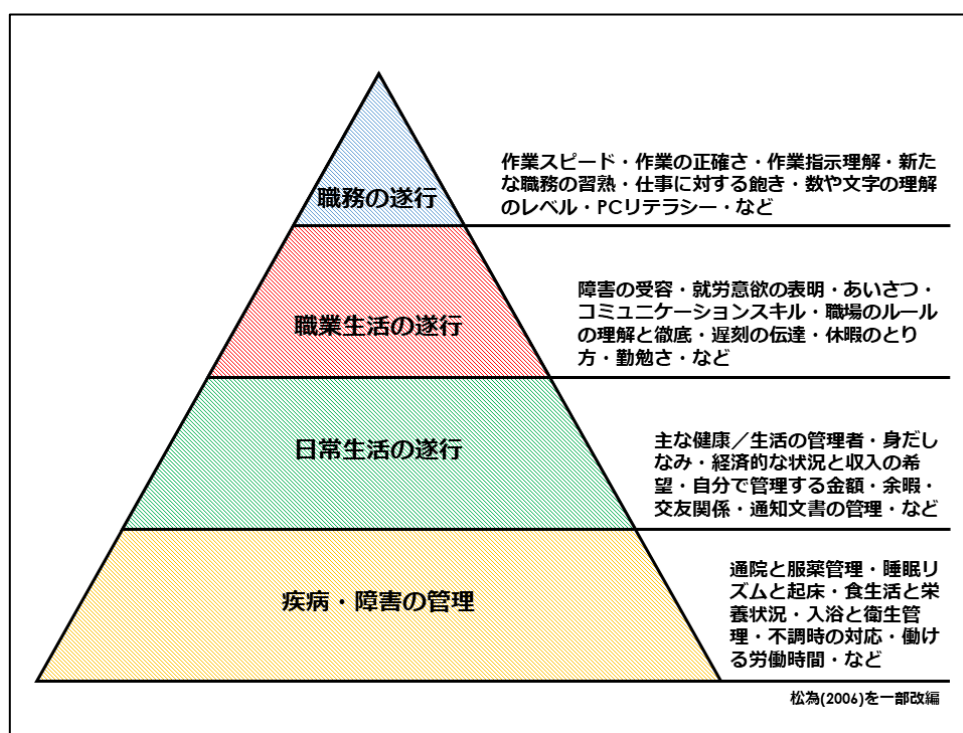 作業スピード・作業の正確さ・作業指示理解・新た
な職務の習熟・仕事に対する飽き・数や文字の理解
のレベル・PCリテラシー・など
職務の遂行
障害の受容・就労意欲の表明・あいさつ・
コミュニケーションスキル・職場のルール
の理解と徹底・遅刻の伝達・休暇のとり
方・勤勉さ・など
職業生活の遂行
主な健康／生活の管理者・身だし
なみ・経済的な状況と収入の希
望・自分で管理する金額・余暇・
交友関係・通知文書の管理・など
日常生活の遂行
通院と服薬管理・睡眠リ
ズムと起床・食生活と栄
養状況・入浴と衛生管
理・不調時の対応・働け
る労働時間・など
疾病・障害の管理
松為(2006)を一部改編